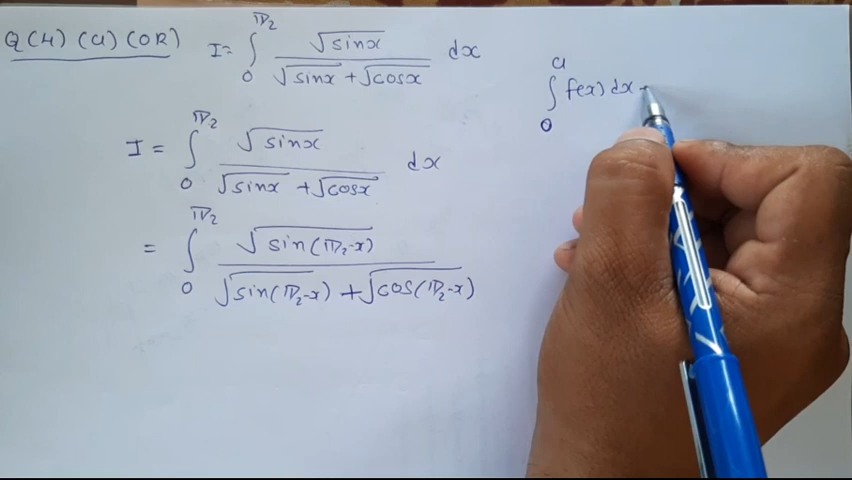 Q(4) (a) (OR) I = ∫₀^(π/2) √sinx / (√sinx + √cosx) dx
∫₀^a f(x) dx -
I = ∫₀^(π/2) √sinx / (√sinx + √cosx) dx
= ∫₀^(π/2) √sin(π/2-x) / (√sin(π/2-x) + √cos(π/2-x))